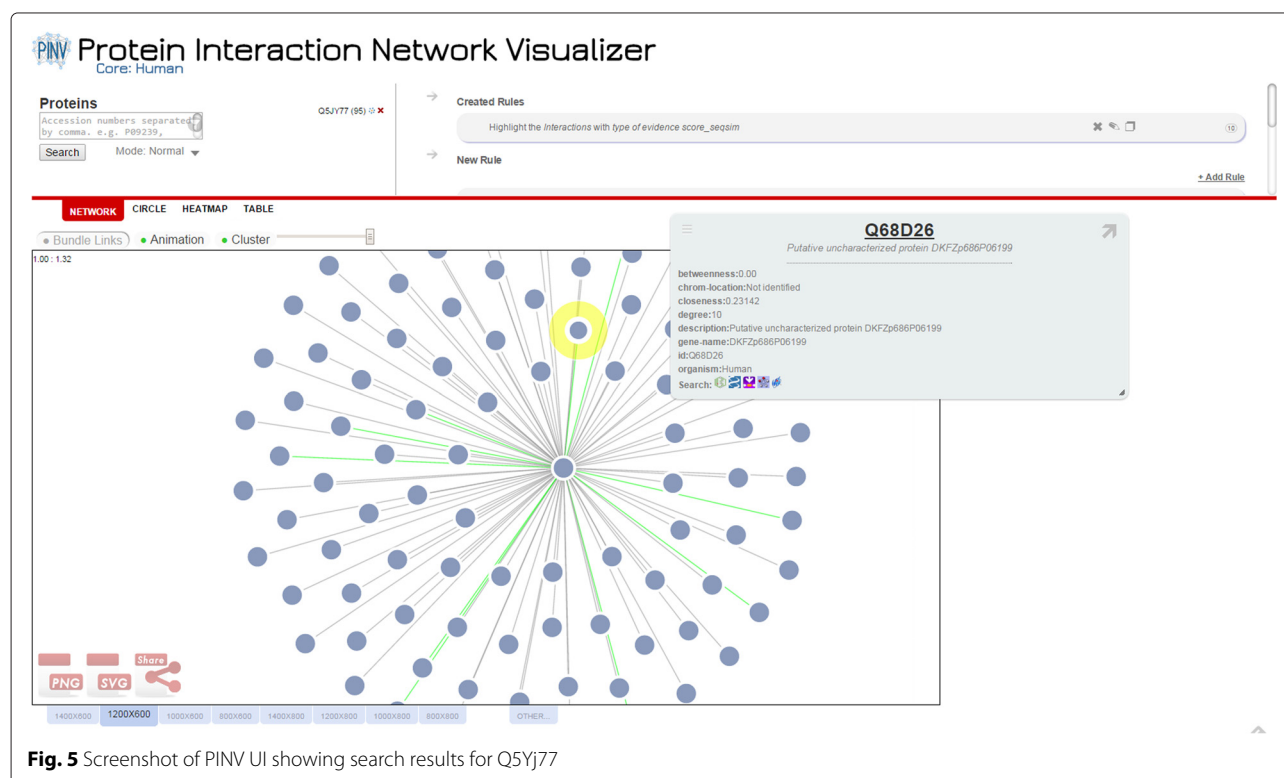 PINV Protein Interaction Network Visualizer
Core: Human
Proteins
Accession numbers separated
by comma. e.g. P09239,
Search
Mode: Normal
Q5JY77 (95)
Created Rules
Highlight the Interactions with type of evidence score_seqsim
10
New Rule
+ Add Rule
NETWORK CIRCLE HEATMAP TABLE
Bundle Links Animation Cluster
1.00 : 1.32
Q68D26
Putative uncharacterized protein DKFZp686P06199
betweenness:0.00
chrom-location:Not identified
closeness:0.23142
degree:10
description:Putative uncharacterized protein DKFZp686P06199
gene-name:DKFZp686P06199
id:Q68D26
organism:Human
Search:
Share
PNG SVG
1400X600 1200X600 1000X600 800X600 1400X800 1200X800 1000X800 800X800 OTHER...
Fig. 5 Screenshot of PINV UI showing search results for Q5Yj77